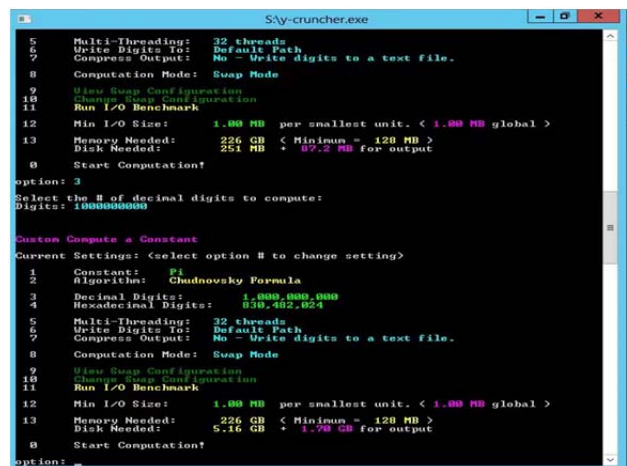 S:\y-cruncher.exe
5 Multi-Threading: 32 threads
6 Write Digits To: Default Path
7 Compress Output: No - Write digits to a text file.
8 Computation Mode: Swap Mode
9 View Swap Configuration
10 Change Swap Configuration
11 Run I/O Benchmark
12 Min I/O Size: 1.00 MB per smallest unit. < 1.00 MB global >
13 Memory Needed: 226 GB < Minimum = 128 MB >
Disk Needed: 251 MB + 87.2 MB for output
0 Start Computation!
option: 3
Select the # of decimal digits to compute:
Digits: 1000000000
Custom Compute a Constant
Current Settings: <select option # to change setting>
1 Constant: Pi
2 Algorithm: Chudnovsky Formula
3 Decimal Digits: 1,000,000,000
4 Hexadecimal Digits: 830,482,024
5 Multi-Threading: 32 threads
6 Write Digits To: Default Path
7 Compress Output: No - Write digits to a text file.
8 Computation Mode: Swap Mode
9 View Swap Configuration
10 Change Swap Configuration
11 Run I/O Benchmark
12 Min I/O Size: 1.00 MB per smallest unit. < 1.00 MB global >
13 Memory Needed: 226 GB < Minimum = 128 MB >
Disk Needed: 5.16 GB + 1.70 GB for output
0 Start Computation!
option: _